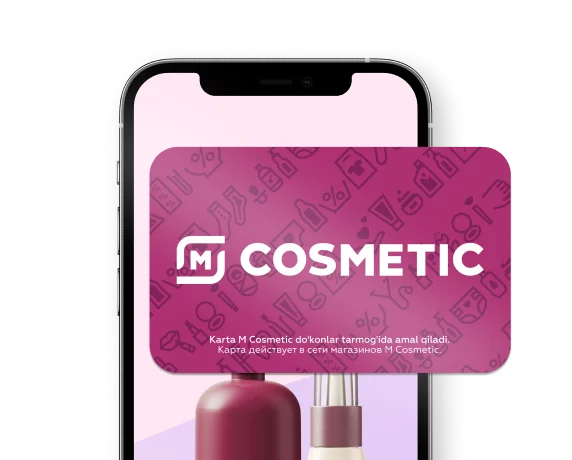 M COSMETIC
Karta M Cosmetic do'konlar tarmog'ida amal qiladi.
Карта действует в сети магазинов M Cosmetic.